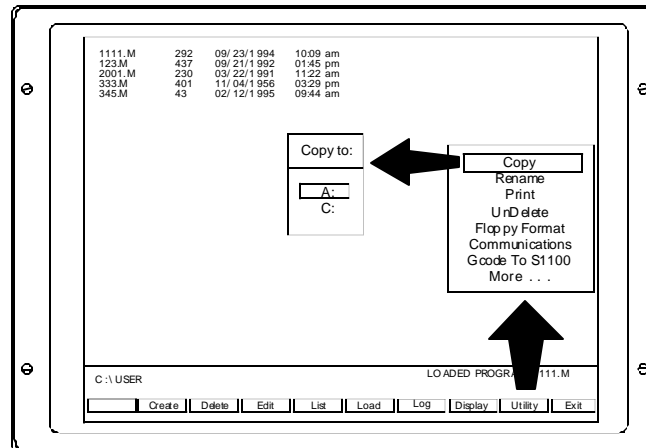 1111.M 292 09/23/1994 10:09 am
123.M 437 09/21/1992 01:45 pm
2001.M 230 03/22/1991 11:22 am
333.M 401 11/04/1956 03:29 pm
345.M 43 02/12/1995 09:44 am
Copy to:
A:
C:
Copy
Rename
Print
UnDelete
Floppy Format
Communications
Gcode To S1100
More . . .
C:\USER
LOADED PROGRA 111.M
Create Delete Edit List Load Log Display Utility Exit